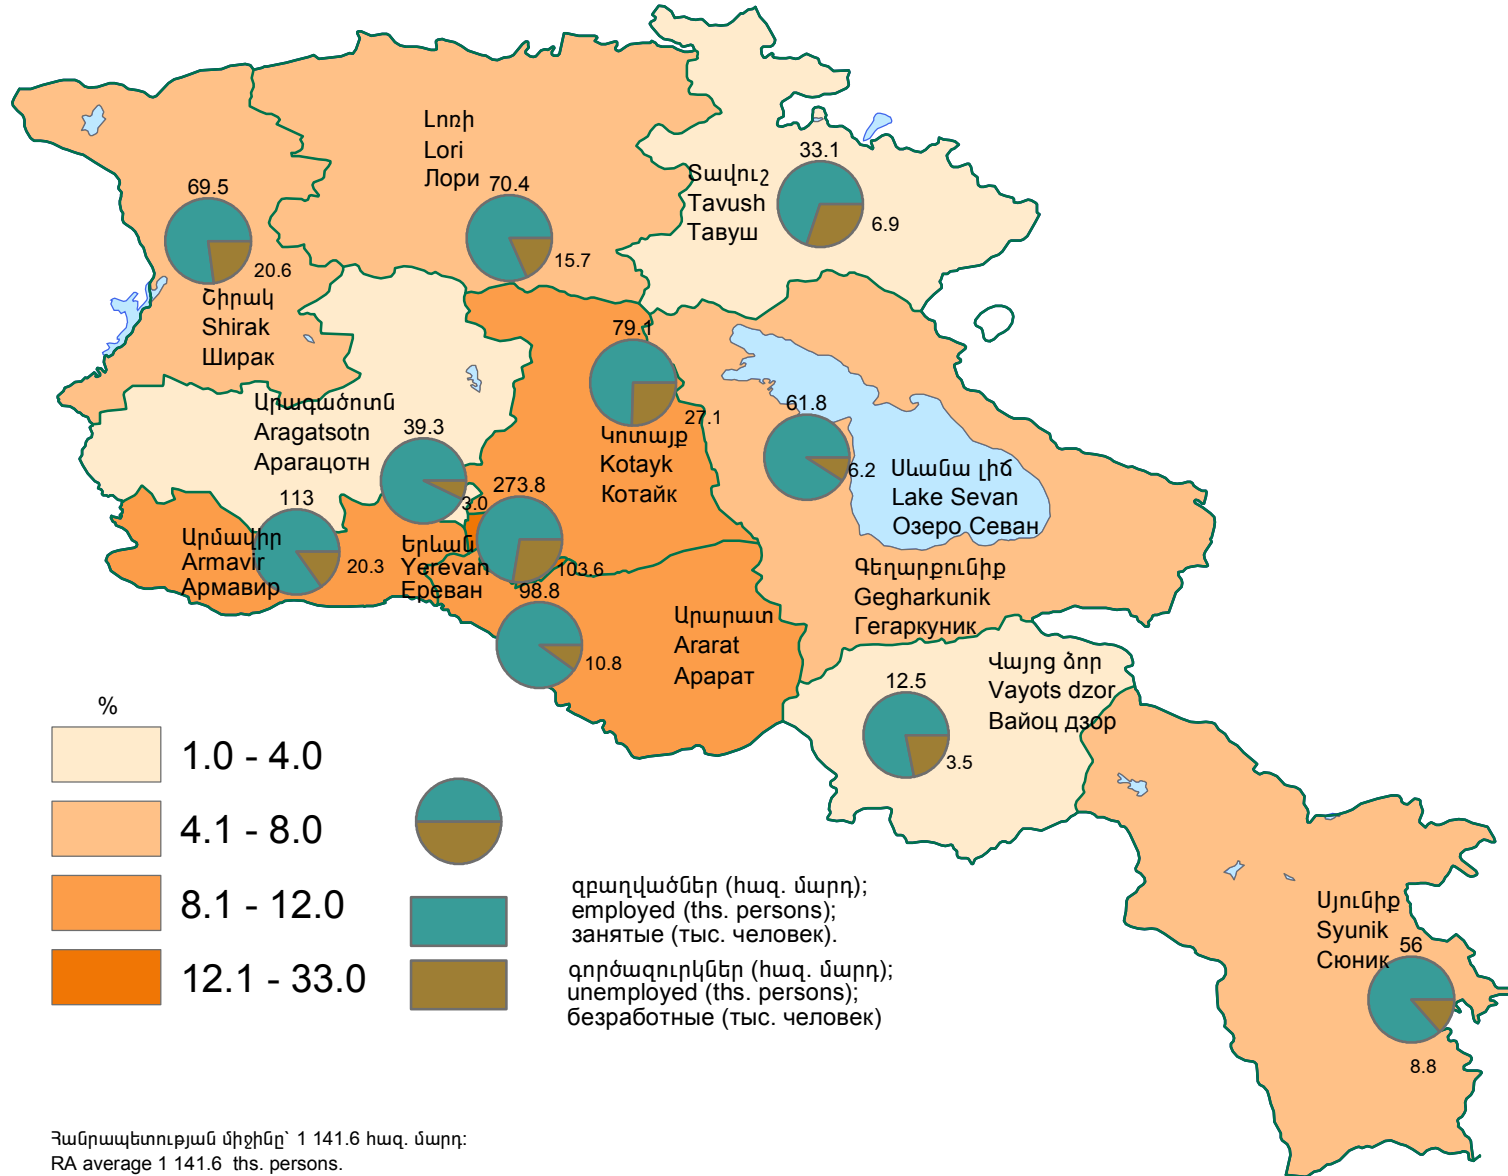 Լոռի
Lori
Лори
70.4
15.7
33.1
Տավուշ
Tavush
Тавуш
6.9
69.5
20.6
Շիրակ
Shirak
Ширак
79.1
27.1
Կոտայք
Kotayk
Котайк
61.8
6.2
Սևանա լիճ
Lake Sevan
Озеро Севан
Արագածոտն
Aragatsotn
Арагацотн
39.3
3.0
113
Արմավիր
Armavir
Армавир
20.3
273.8
Երևան
Yerevan
Ереван
103.6
98.8
10.8
Արարատ
Ararat
Арарат
Գեղարքունիք
Gegharkunik
Гегаркуник
12.5
3.5
Վայոց ձոր
Vayots dzor
Вайоц дзор
Սյունիք
Syunik
Сюник
56
8.8
%
1.0 - 4.0
4.1 - 8.0
8.1 - 12.0
12.1 - 33.0
զբաղվածներ (հազ. մարդ);
employed (ths. persons);
занятые (тыс. человек).
գործազուրկներ (հազ. մարդ);
unemployed (ths. persons);
безработные (тыс. человек)
Հանրապետության միջինը՝ 1 141.6 հազ. մարդ:
RA average 1 141.6 ths. persons.